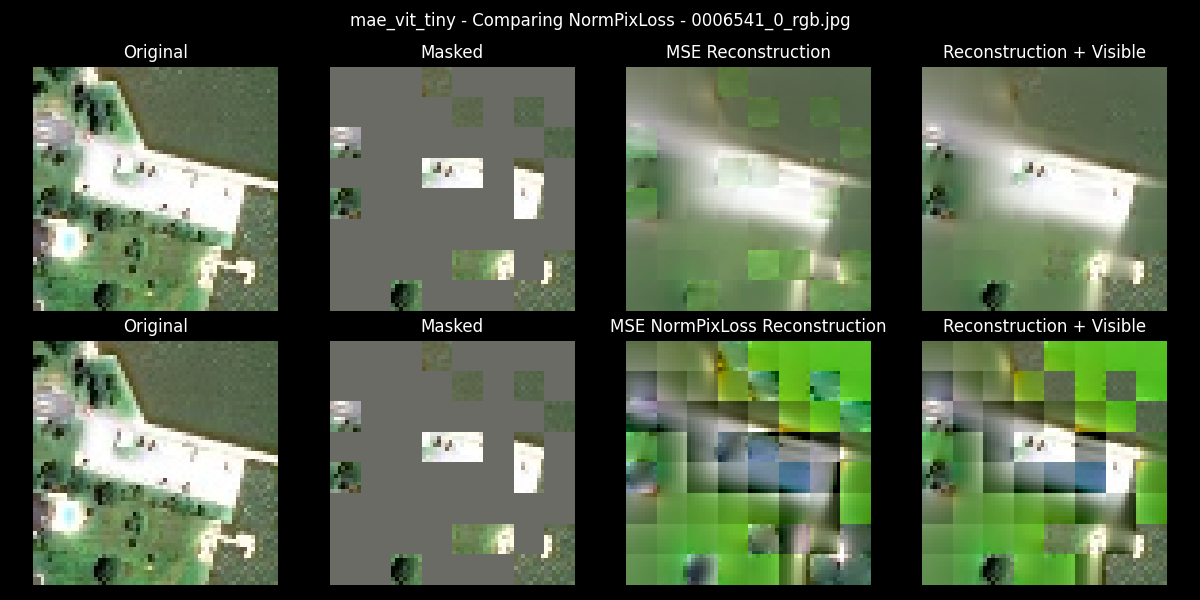 mae_vit_tiny - Comparing NormPixLoss - 0006541_0_rgb.jpg
Original
Masked
MSE Reconstruction
Reconstruction + Visible
Original
Masked
MSE NormPixLoss Reconstruction
Reconstruction + Visible